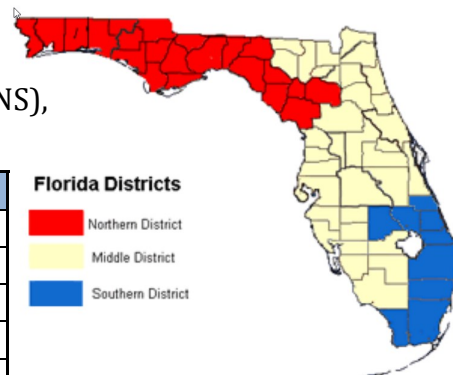 NS),
Florida Districts
Northern District
Middle District
Southern District